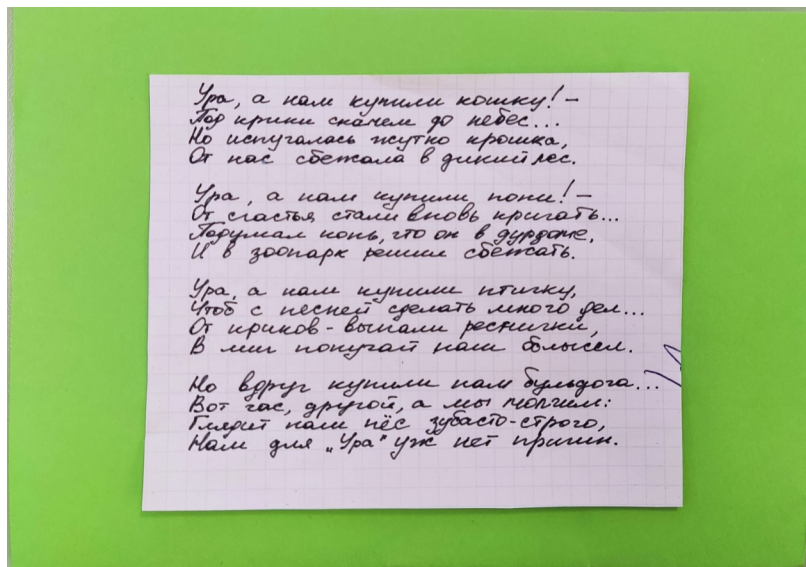 Ура, а нам купили кошку! –
Под крики скачем до небес...
Но испугалась жутко крошка,
От нас сбежала в дикий лес.
Ура, а нам купили пони! –
От счастья стали вновь кричать...
Подумал конь, что он в дурдоме,
И в зоопарк решил сбежать.
Ура, а нам купили птичку,
Чтоб с песней сделать много дел...
От криков - выпали реснички,
В миг попугай наш облысел.
Но вдруг купили нам бульдога...
Вот час, другой, а мы молчим:
Глядит наш пёс зубасто-строго,
Нам для „Ура" уж нет причин.